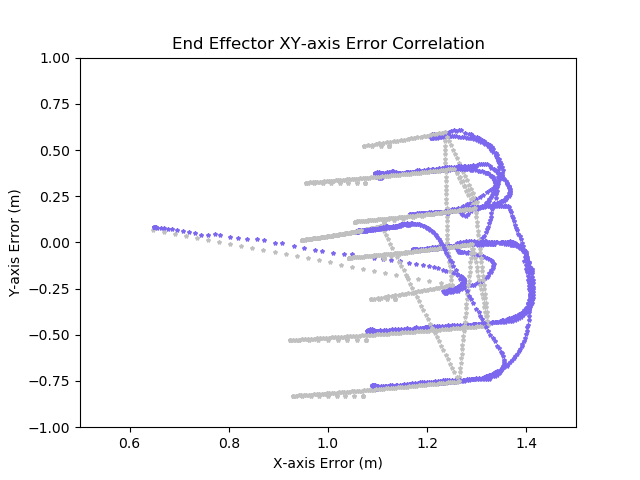 End Effector XY-axis Error Correlation
1.00
0.75
0.50
0.25
0.00
−0.25
−0.50
−0.75
−1.00
Y-axis Error (m)
0.6 0.8 1.0 1.2 1.4
X-axis Error (m)